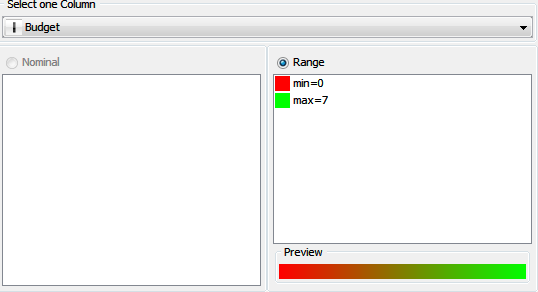 Select one Column
Budget
Nominal
Range
min=0
max=7
Preview